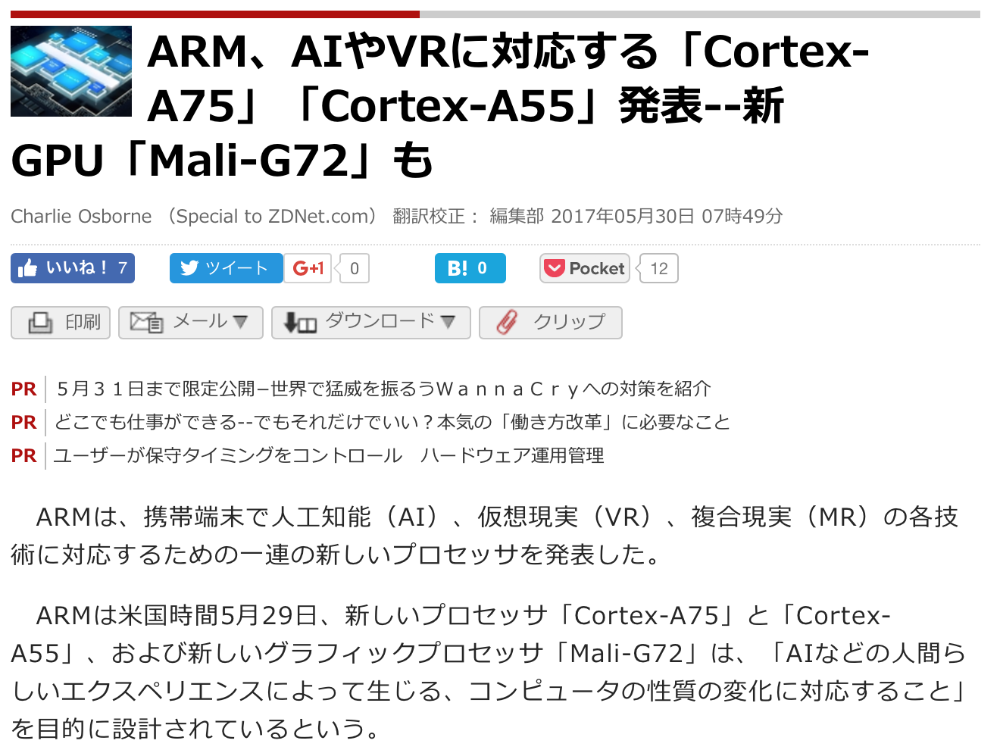 ARM、AIやVRに対応する「Cortex-
A75」「Cortex-A55」発表--新
GPU「Mali-G72」も
Charlie Osborne （Special to ZDNet.com） 翻訳校正： 編集部 2017年05月30日 07時49分
いいね！ 7 ツイート G+1 0 B! 0 Pocket 12
印刷 メール▼ ダウンロード▼ クリップ
PR ５月３１日まで限定公開−世界で猛威を振るうＷａｎｎａＣｒｙへの対策を紹介
PR どこでも仕事ができる--でもそれだけでいい？本気の「働き方改革」に必要なこと
PR ユーザーが保守タイミングをコントロール　ハードウェア運用管理
ARMは、携帯端末で人工知能（AI）、仮想現実（VR）、複合現実（MR）の各技
術に対応するための一連の新しいプロセッサを発表した。
ARMは米国時間5月29日、新しいプロセッサ「Cortex-A75」と「Cortex-
A55」、および新しいグラフィックプロセッサ「Mali-G72」は、「AIなどの人間ら
しいエクスペリエンスによって生じる、コンピュータの性質の変化に対応すること」
を目的に設計されているという。